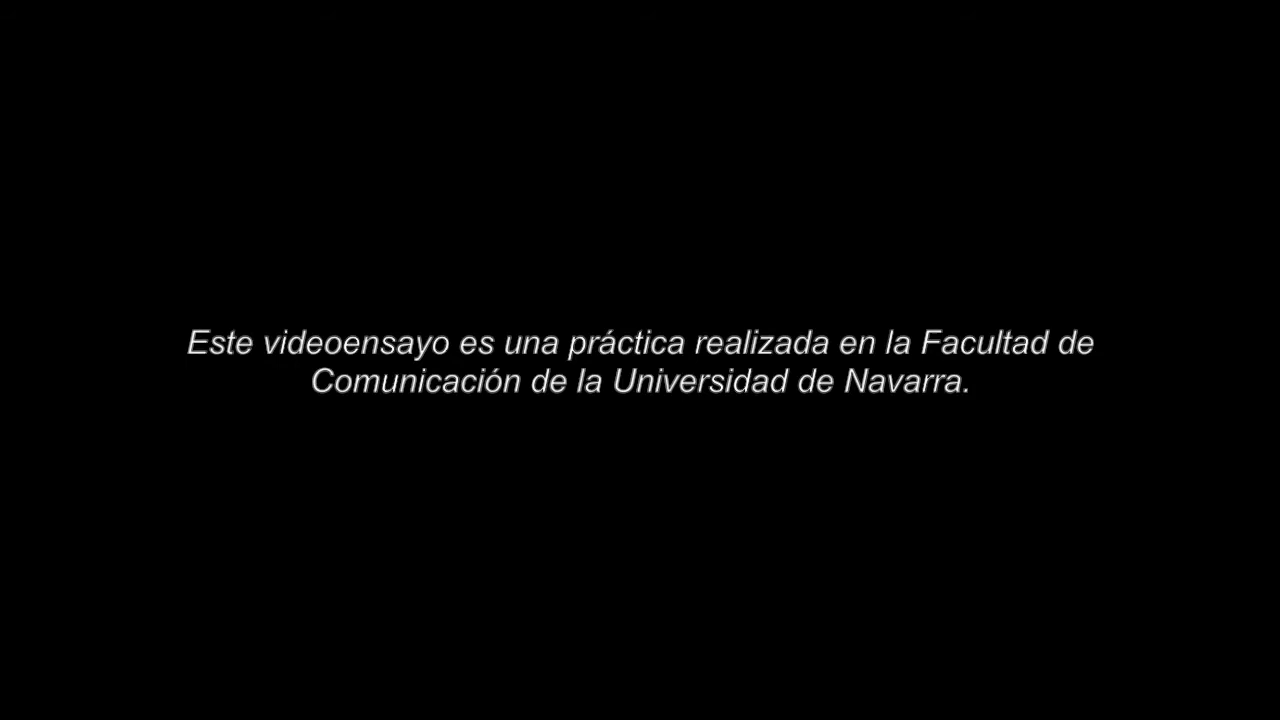 Este videoensayo es una práctica realizada en la Facultad de
Comunicación de la Universidad de Navarra.